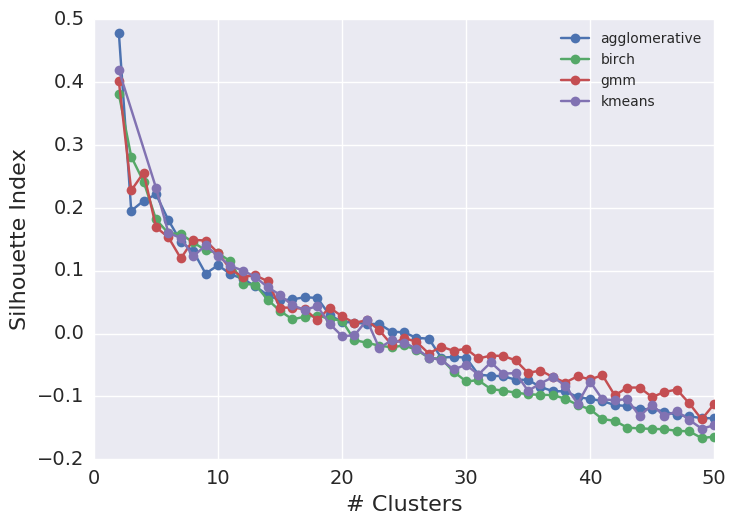 Silhouette Index
0.5
0.4
0.3
0.2
0.1
0.0
−0.1
−0.2
agglomerative
birch
gmm
kmeans
0 10 20 30 40 50
# Clusters